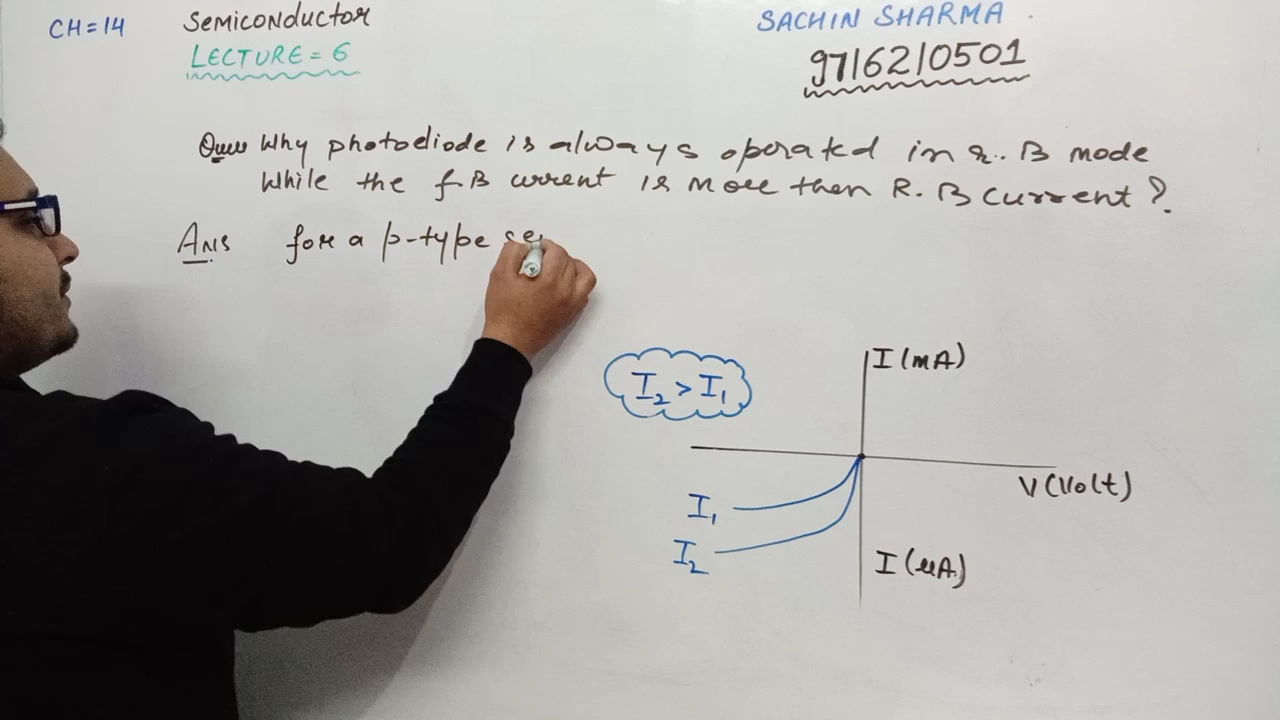 CH=14
Semiconductor
LECTURE = 6
SACHIN SHARMA
9716210501
Ques Why photodiode is always operated in r.. B mode
While the f.B current is more then R.B current?
Ans for a p-type se
I2 > I1
I (mA)
V (Volt)
I1
I2
I (μA)